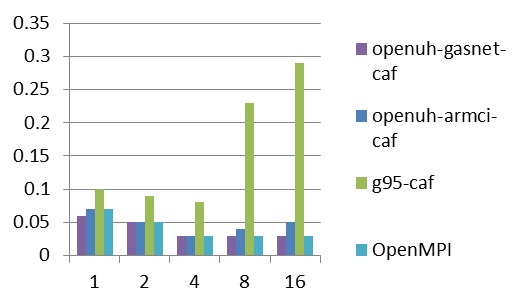 0.35
0.3
0.25
0.2
0.15
0.1
0.05
0
1 2 4 8 16
openuh-gasnet-
caf
openuh-armci-
caf
g95-caf
OpenMPI